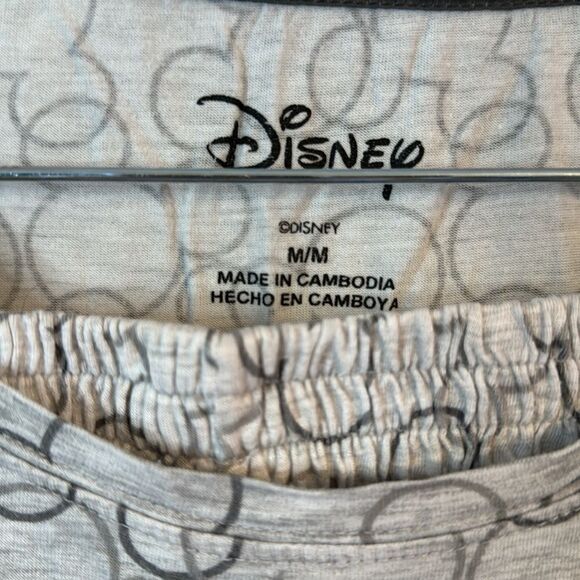 Disney
©DISNEY
M/M
MADE IN CAMBODIA
HECHO EN CAMBOYA